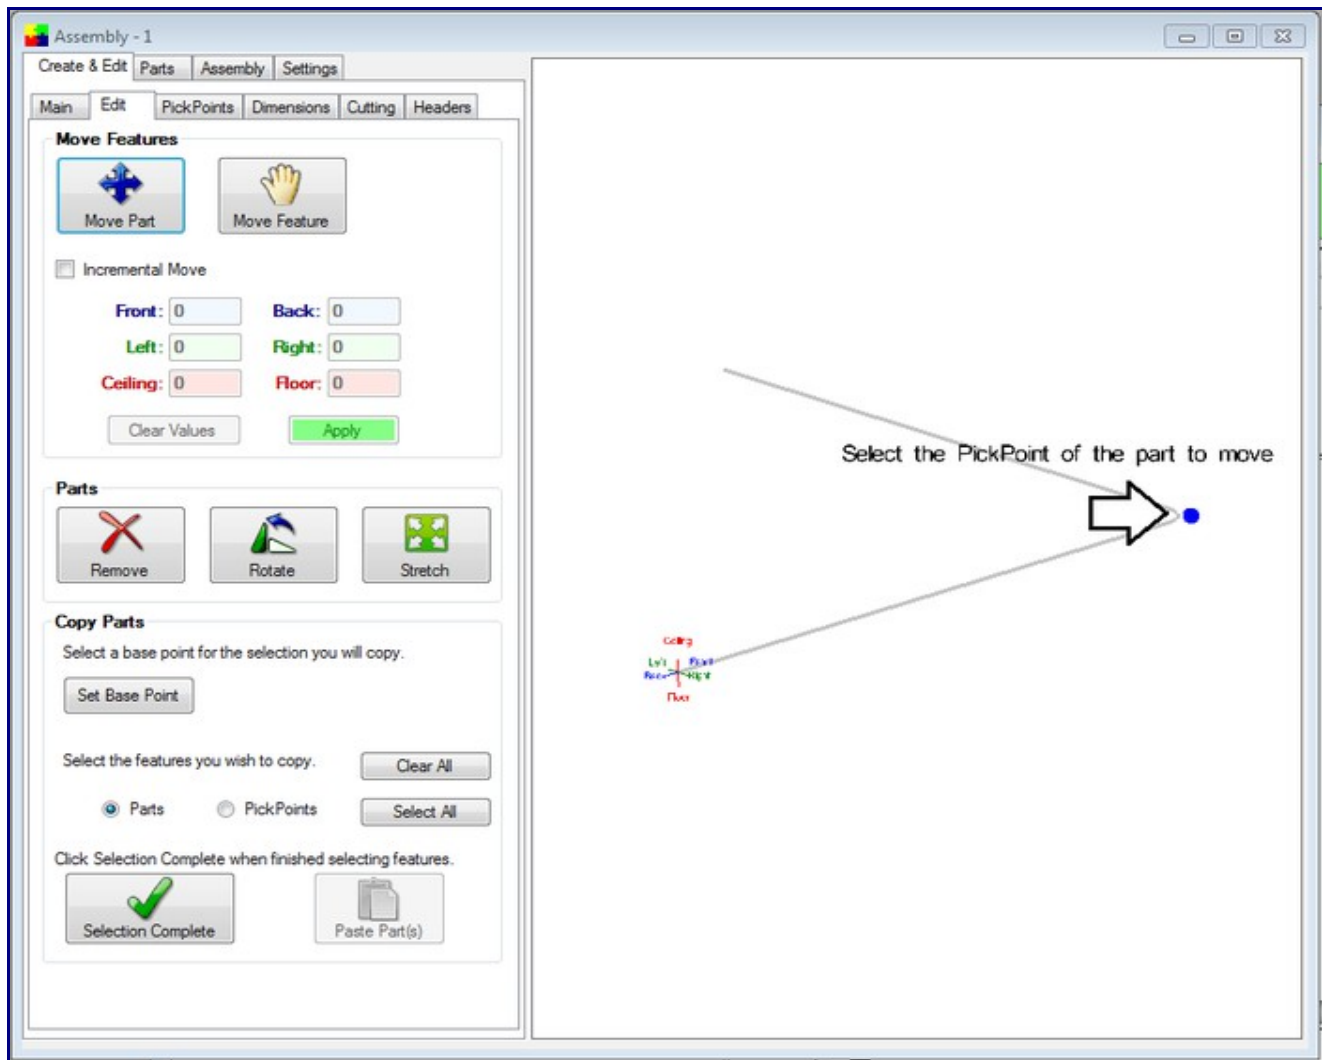 Assembly - 1
Create & Edit Parts Assembly Settings
Main Edit PickPoints Dimensions Cutting Headers
Move Features
Move Part Move Feature
Incremental Move
Front: 0 Back: 0
Left: 0 Right: 0
Ceiling: 0 Floor: 0
Clear Values Apply
Parts
Remove Rotate Stretch
Copy Parts
Select a base point for the selection you will copy.
Set Base Point
Select the features you wish to copy. Clear All
Parts PickPoints Select All
Click Selection Complete when finished selecting features.
Selection Complete Paste Part(s)
Select the PickPoint of the part to move
Ceiling
Left Front
Back Right
Floor